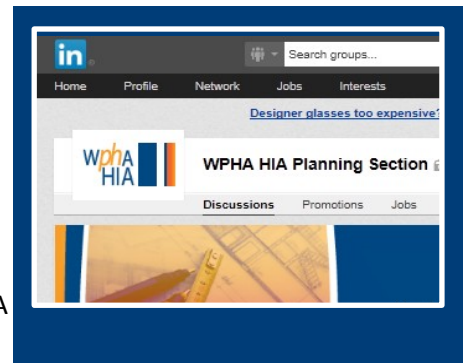 in
Search groups...
Home Profile Network Jobs Interests
Designer glasses too expensive?
WphA
HIA
WPHA HIA Planning Section
Discussions Promotions Jobs
A